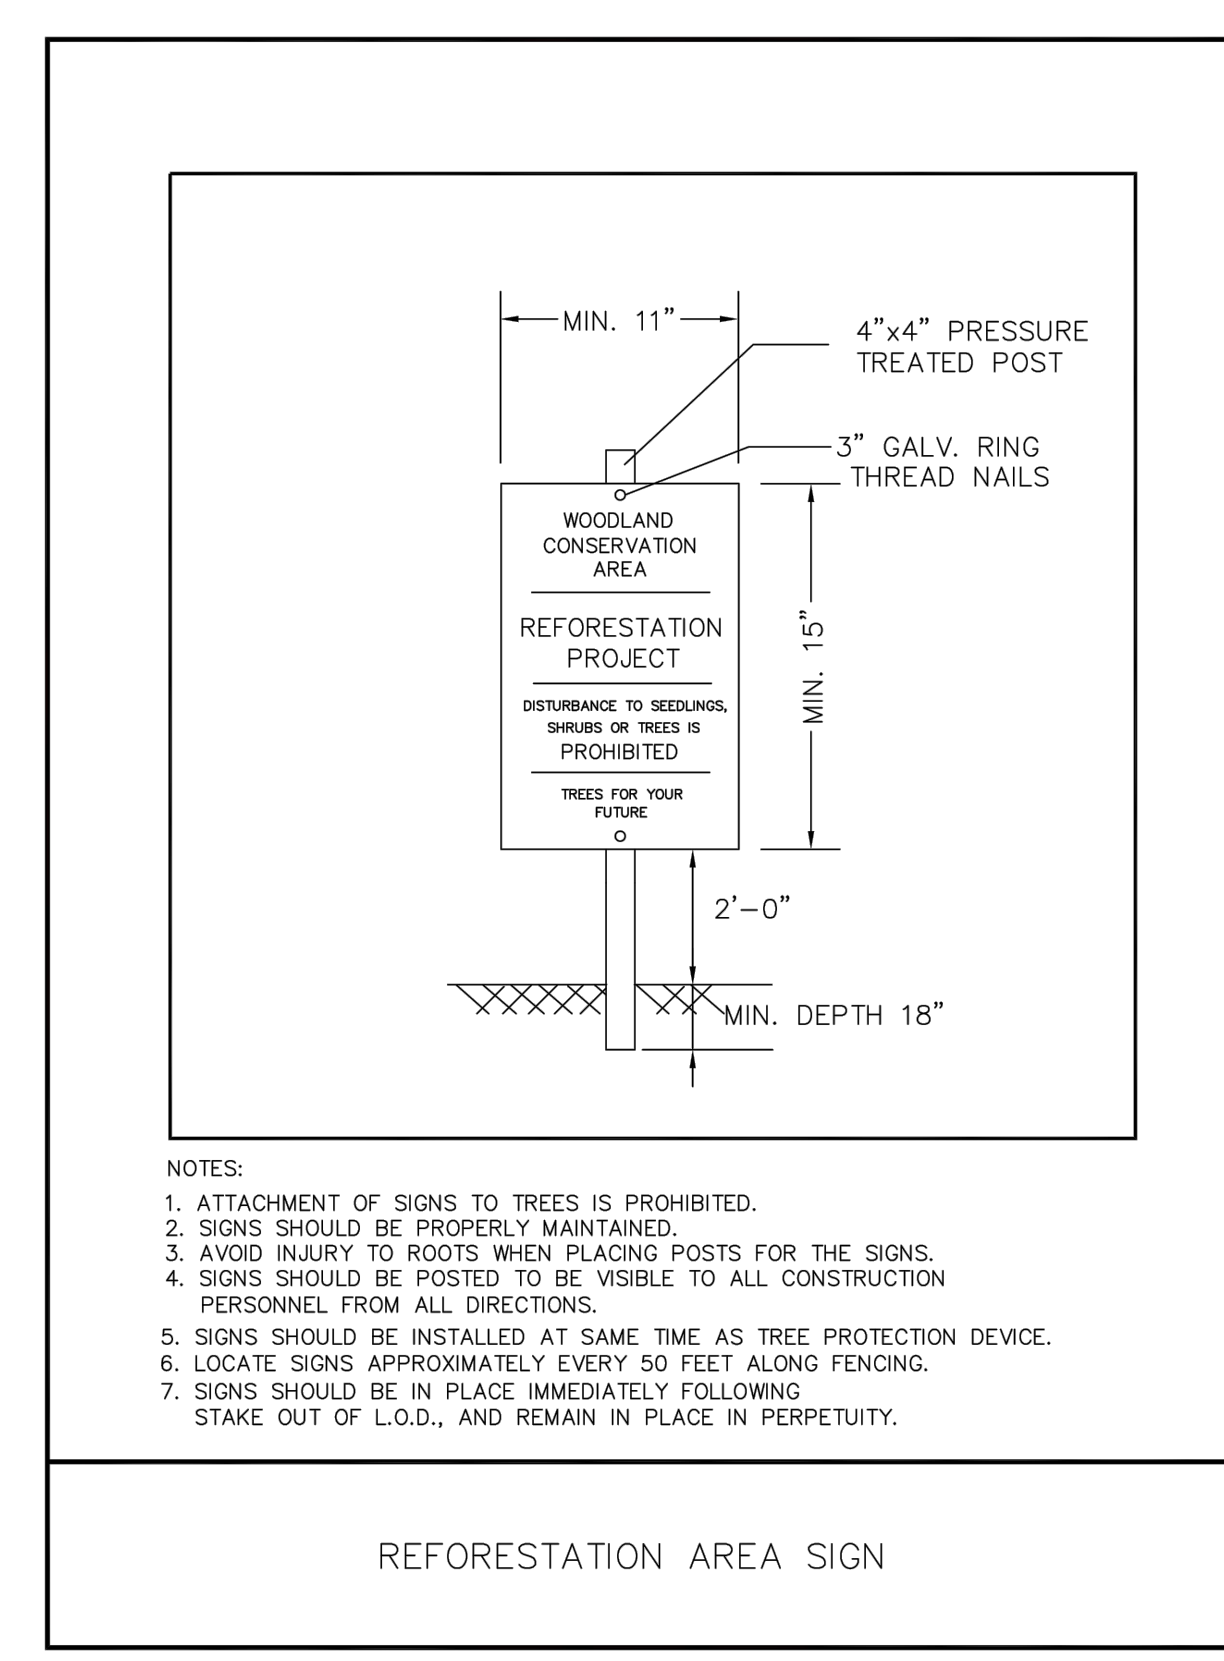 MIN. 11”
4”x4” PRESSURE
TREATED POST
3” GALV. RING
THREAD NAILS
WOODLAND
CONSERVATION
AREA
REFORESTATION
PROJECT
DISTURBANCE TO SEEDLINGS,
SHRUBS OR TREES IS
PROHIBITED
TREES FOR YOUR
FUTURE
MIN. 15”
2’–0”
MIN. DEPTH 18”
NOTES:
1. ATTACHMENT OF SIGNS TO TREES IS PROHIBITED.
2. SIGNS SHOULD BE PROPERLY MAINTAINED.
3. AVOID INJURY TO ROOTS WHEN PLACING POSTS FOR THE SIGNS.
4. SIGNS SHOULD BE POSTED TO BE VISIBLE TO ALL CONSTRUCTION
PERSONNEL FROM ALL DIRECTIONS.
5. SIGNS SHOULD BE INSTALLED AT SAME TIME AS TREE PROTECTION DEVICE.
6. LOCATE SIGNS APPROXIMATELY EVERY 50 FEET ALONG FENCING.
7. SIGNS SHOULD BE IN PLACE IMMEDIATELY FOLLOWING
STAKE OUT OF L.O.D., AND REMAIN IN PLACE IN PERPETUITY.
REFORESTATION AREA SIGN